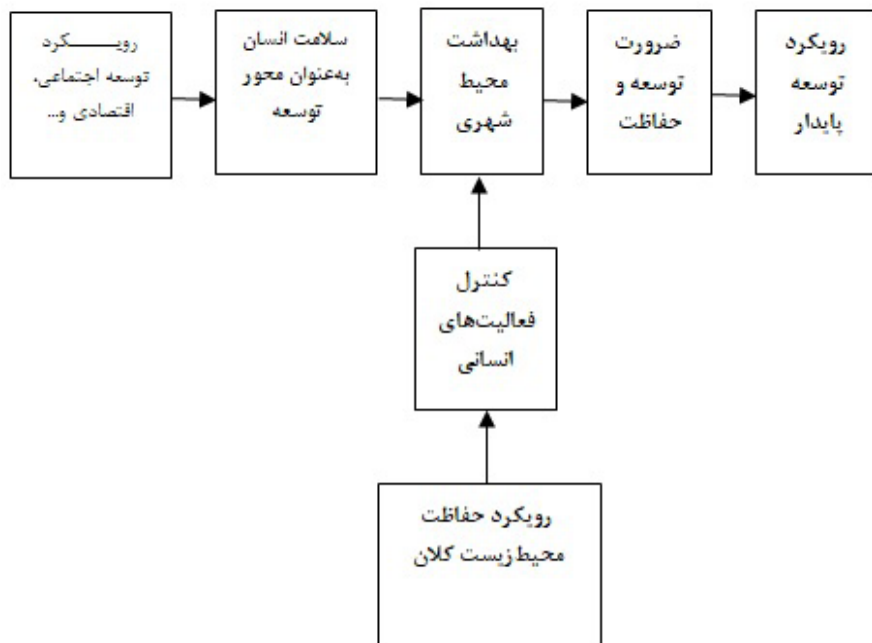 رویـــــکرد
توسعه اجتماعی،
اقتصادی و...
سلامت انسان
به‌عنوان محور
توسعه
بهداشت
محیط
شهری
ضرورت
توسعه و
حفاظت
رویکرد
توسعه
پایدار
کنترل
فعالیت‌های
انسانی
رویکرد حفاظت
محیط‌زیست کلان